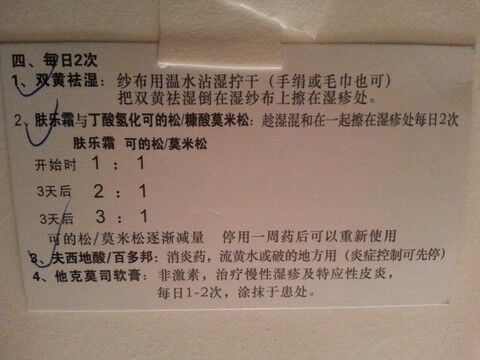 四、每日2次
1、双黄祛湿：纱布用温水沾湿拧干（手绢或毛巾也可）
把双黄祛湿倒在湿纱布上擦在湿疹处。
2、肤乐霜与丁酸氢化可的松/糠酸莫米松：趁湿混和在一起擦在湿疹处每日2次
肤乐霜 可的松/莫米松
开始时 1 : 1
3天后 2 : 1
3天后 3 : 1
可的松/莫米松逐渐减量 停用一周药后可以重新使用
3、夫西地酸/百多邦：消炎药，流黄水或破的地方用（炎症控制可先停）
4、他克莫司软膏：非激素，治疗慢性湿疹及特应性皮炎，
每日1-2次，涂抹于患处。